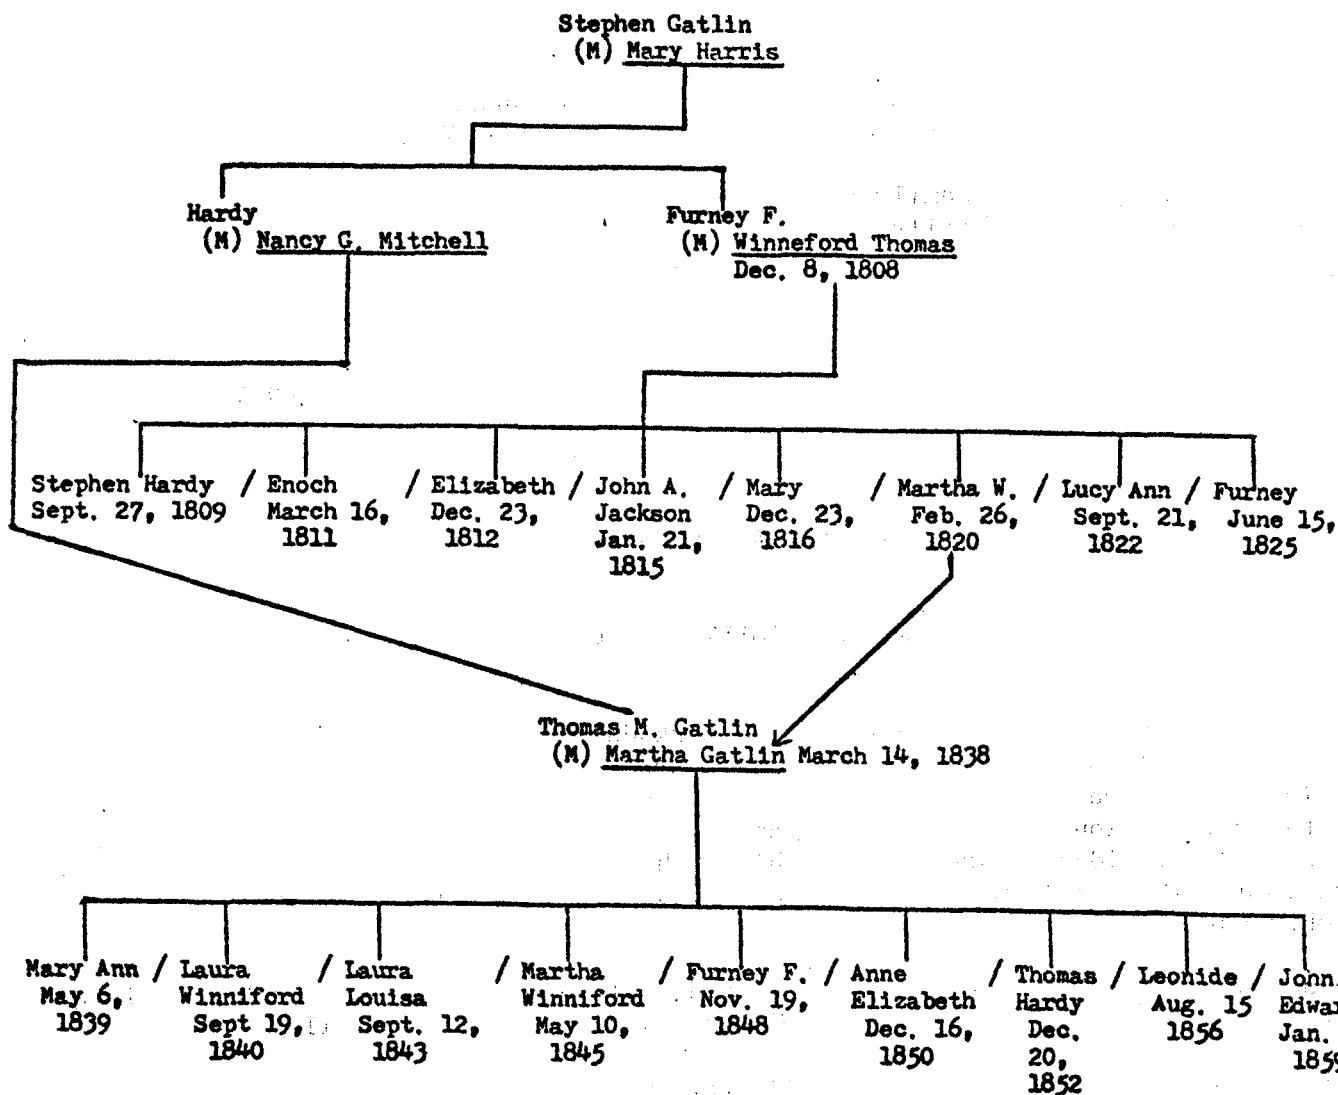 Stephen Gatlin
(M) Mary Harris
Hardy
(M) Nancy G. Mitchell
Furney F.
(M) Winneford Thomas
Dec. 8, 1808
Stephen Hardy
Sept. 27, 1809
/ Enoch
March 16,
1811
/ Elizabeth
Dec. 23,
1812
/ John A.
Jackson
Jan. 21,
1815
/ Mary
Dec. 23,
1816
/ Martha W.
Feb. 26,
1820
/ Lucy Ann
Sept. 21,
1822
/ Furney
June 15,
1825
Thomas M. Gatlin
(M) Martha Gatlin March 14, 1838
Mary Ann
May 6,
1839
/ Laura
Winniford
Sept 19,
1840
/ Laura
Louisa
Sept. 12,
1843
/ Martha
Winniford
May 10,
1845
/ Furney F.
Nov. 19,
1848
/ Anne
Elizabeth
Dec. 16,
1850
/ Thomas
Hardy
Dec.
20,
1852
/ Leonide
Aug. 15
1856
/ John
Edwar
Jan.
1859